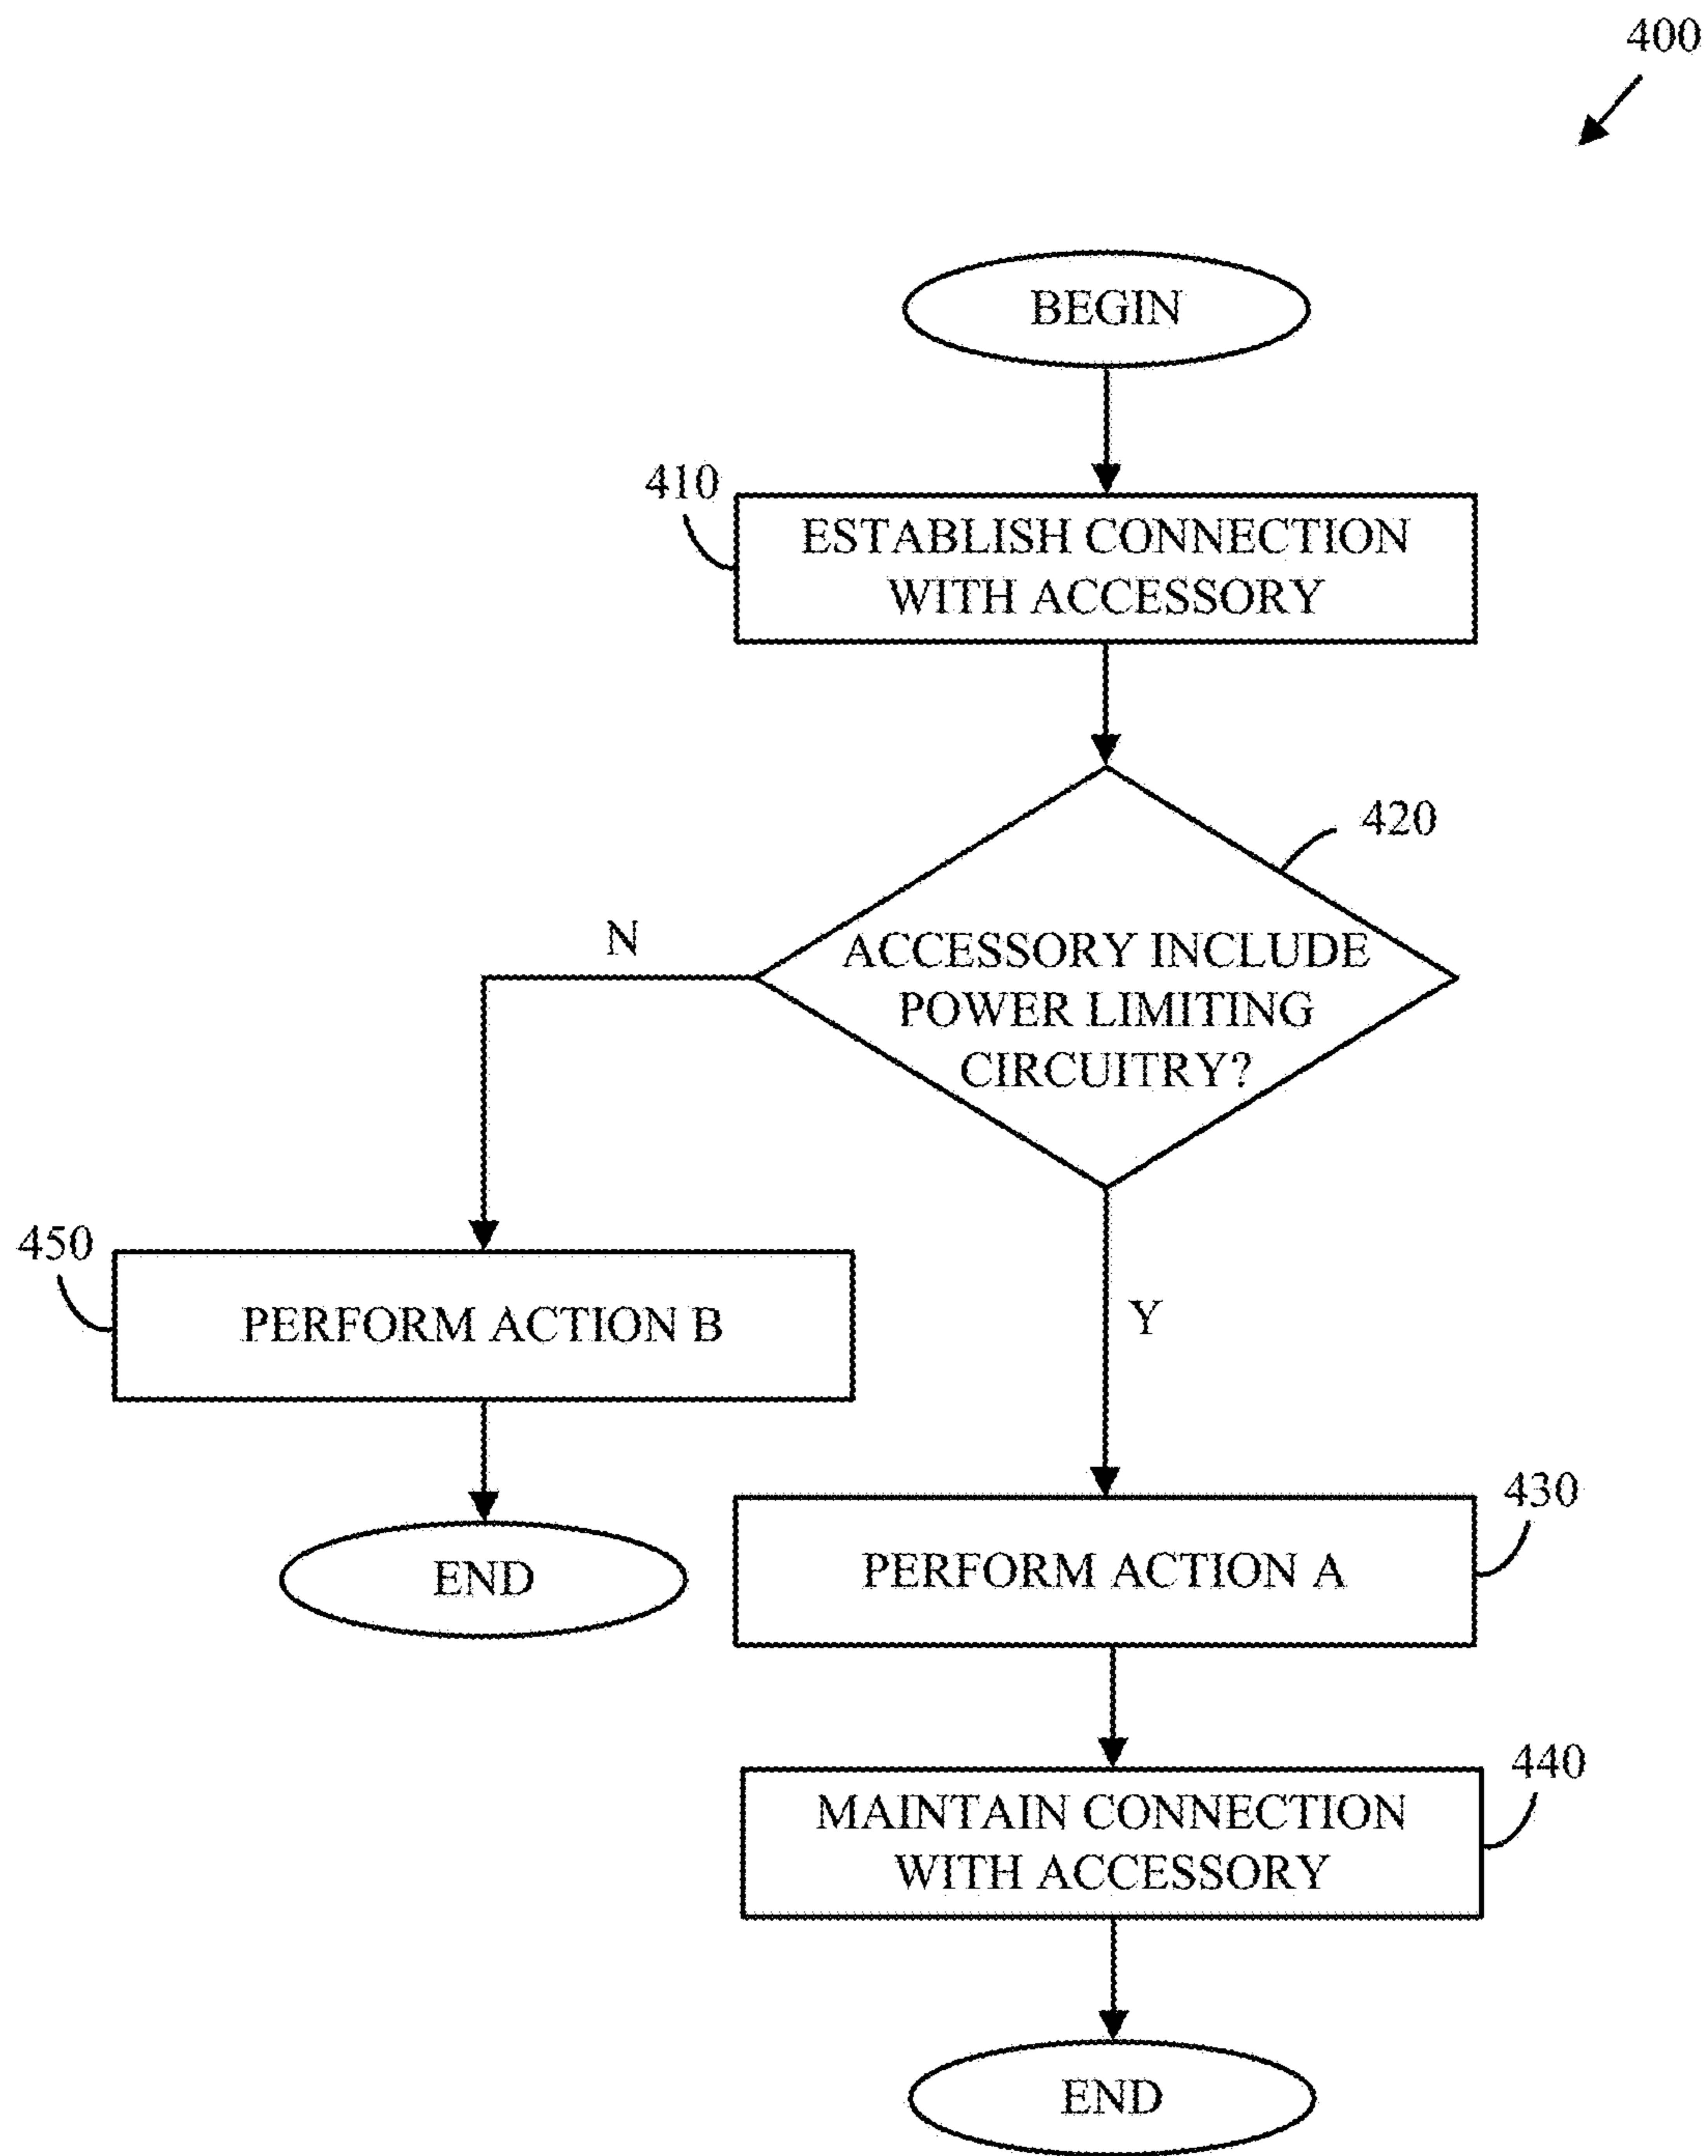 400
BEGIN
410
ESTABLISH CONNECTION
WITH ACCESSORY
420
N
ACCESSORY INCLUDE
POWER LIMITING
CIRCUITRY?
450
PERFORM ACTION B
Y
END
430
PERFORM ACTION A
440
MAINTAIN CONNECTION
WITH ACCESSORY
END